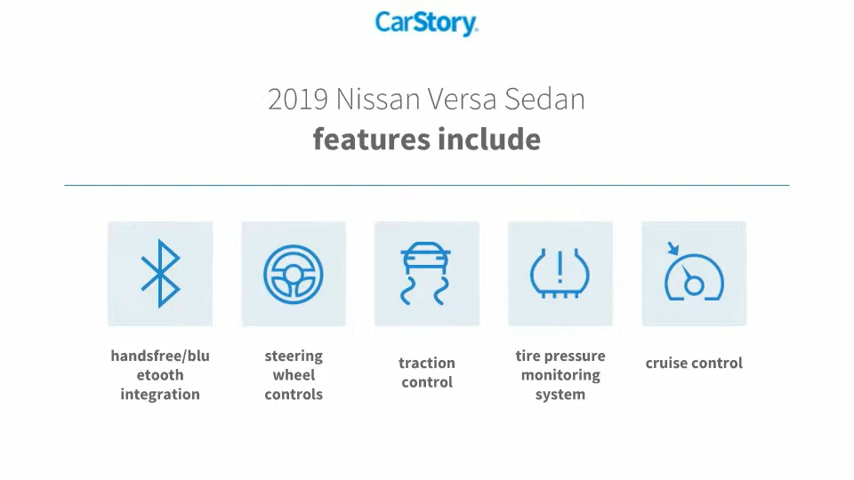 CarStory
2019 Nissan Versa Sedan
features include
handsfree/blu
etooth
integration
steering
wheel
controls
traction
control
tire pressure
monitoring
system
cruise control